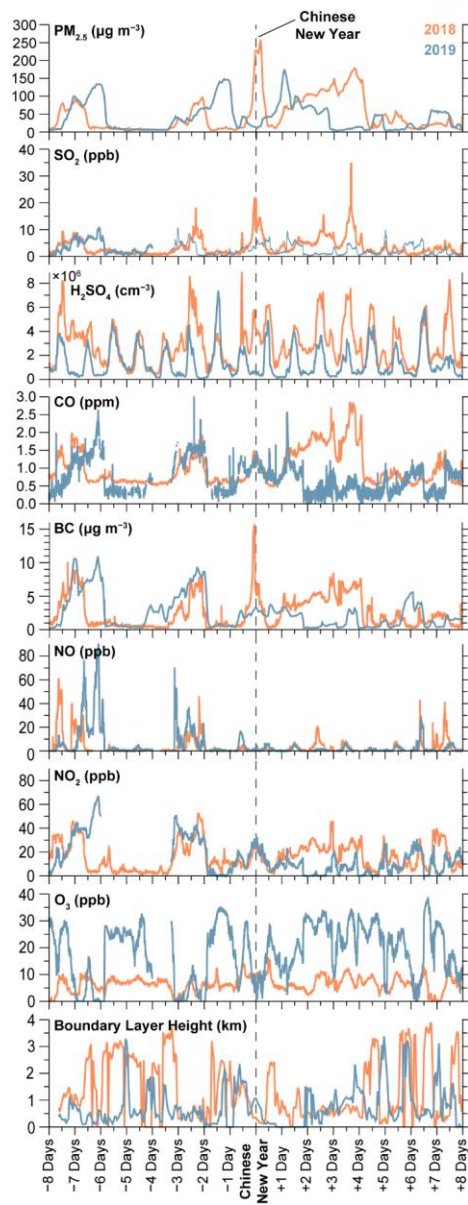 Chinese
New Year
PM2.5 (µg m⁻³)
2018
2019
300
250
200
150
100
50
0
SO₂ (ppb)
40
30
20
10
0
×10⁶
H₂SO₄ (cm⁻³)
8
6
4
2
0
CO (ppm)
3.0
2.5
2.0
1.5
1.0
0.5
0.0
BC (µg m⁻³)
15
10
5
0
NO (ppb)
80
60
40
20
0
NO₂ (ppb)
80
60
40
20
0
O₃ (ppb)
40
30
20
10
0
Boundary Layer Height (km)
4
3
2
1
0
−8 Days
−7 Days
−6 Days
−5 Days
−4 Days
−3 Days
−2 Days
−1 Day
Chinese
New Year
+1 Day
+2 Days
+3 Days
+4 Days
+5 Days
+6 Days
+7 Days
+8 Days